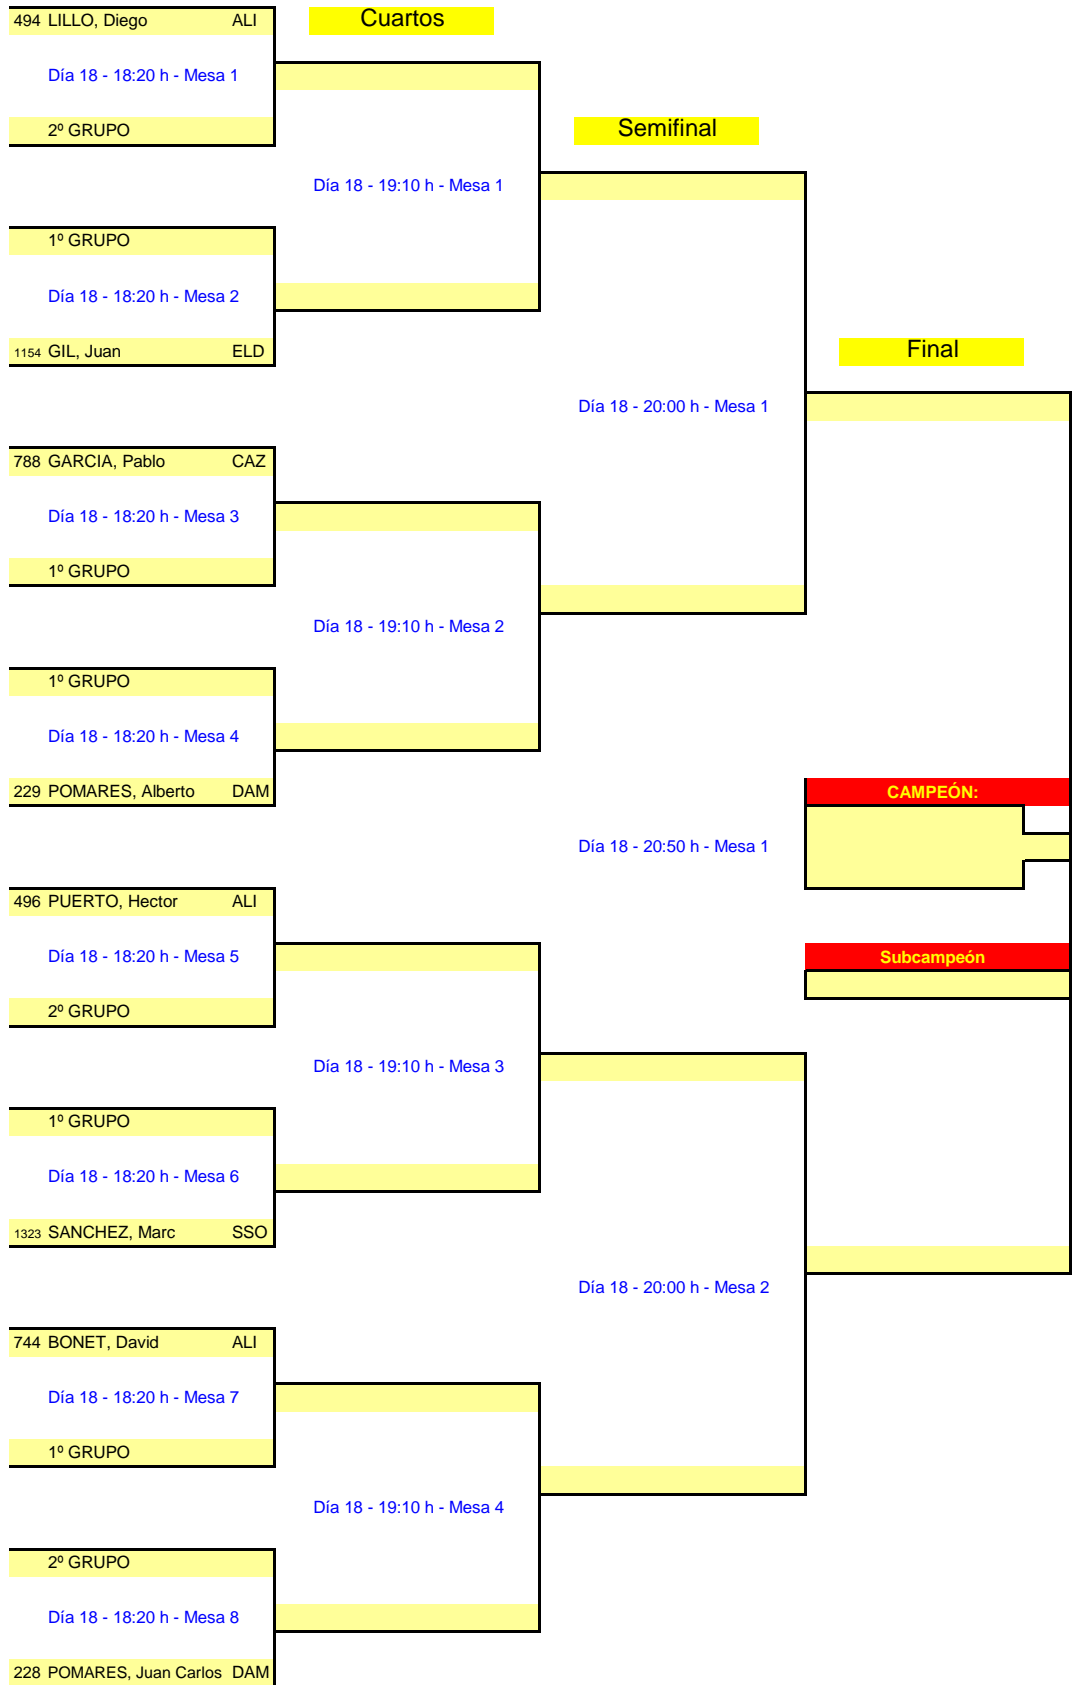 494 LILLO, Diego ALI
Cuartos
Día 18 - 18:20 h - Mesa 1
2º GRUPO
Semifinal
Día 18 - 19:10 h - Mesa 1
1º GRUPO
Día 18 - 18:20 h - Mesa 2
1154 GIL, Juan ELD
Final
Día 18 - 20:00 h - Mesa 1
788 GARCIA, Pablo CAZ
Día 18 - 18:20 h - Mesa 3
1º GRUPO
Día 18 - 19:10 h - Mesa 2
1º GRUPO
Día 18 - 18:20 h - Mesa 4
229 POMARES, Alberto DAM
CAMPEÓN:
Día 18 - 20:50 h - Mesa 1
496 PUERTO, Hector ALI
Día 18 - 18:20 h - Mesa 5
Subcampeón
2º GRUPO
Día 18 - 19:10 h - Mesa 3
1º GRUPO
Día 18 - 18:20 h - Mesa 6
1323 SANCHEZ, Marc SSO
Día 18 - 20:00 h - Mesa 2
744 BONET, David ALI
Día 18 - 18:20 h - Mesa 7
1º GRUPO
Día 18 - 19:10 h - Mesa 4
2º GRUPO
Día 18 - 18:20 h - Mesa 8
228 POMARES, Juan Carlos DAM